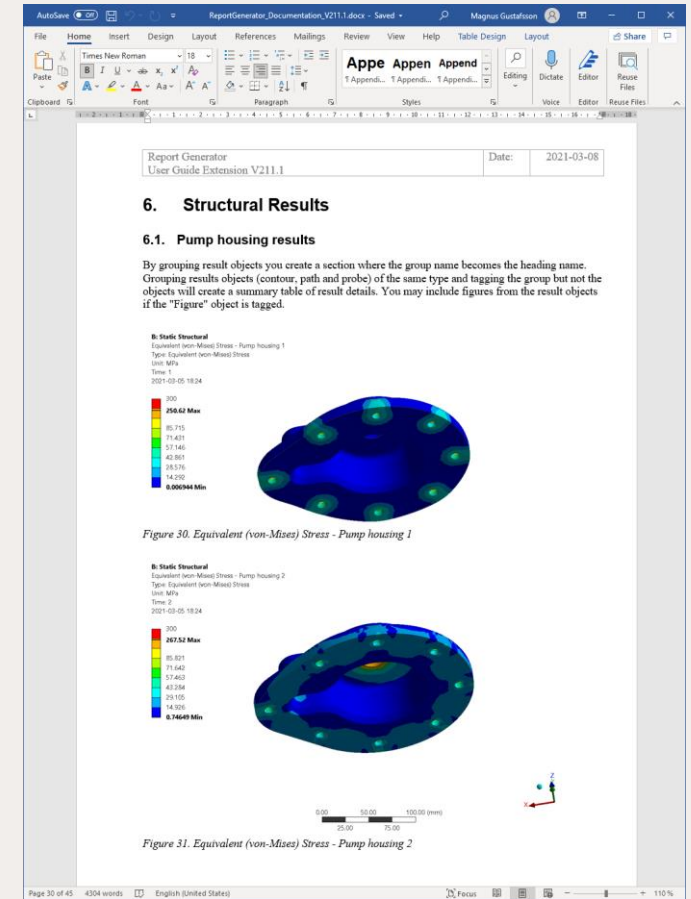 AutoSave Off
ReportGenerator_Documentation_V211.1.docx - Saved
Magnus Gustafsson
File Home Insert Design Layout References Mailings Review View Help Table Design Layout Share
Paste
Times New Roman 18
B I U ab x₂ x²
A A Aa A A
Appe Appen Append
¶ Appendi... ¶ Appendi... ¶ Appendi...
Editing
Dictate
Editor
Reuse Files
Clipboard Font Paragraph Styles Voice Editor Reuse Files
Report Generator Date: 2021-03-08
User Guide Extension V211.1
6. Structural Results
6.1. Pump housing results
By grouping result objects you create a section where the group name becomes the heading name.
Grouping results objects (contour, path and probe) of the same type and tagging the group but not the
objects will create a summary table of result details. You may include figures from the result objects
if the "Figure" object is tagged.
B: Static Structural
Equivalent (von-Mises) Stress - Pump housing 1
Type: Equivalent (von-Mises) Stress
Unit: MPa
Time: 1
2021-03-05 18:24
300
250.62 Max
85.715
71.431
57.146
42.861
28.576
14.292
0.006944 Min
Figure 30. Equivalent (von-Mises) Stress - Pump housing 1
B: Static Structural
Equivalent (von-Mises) Stress - Pump housing 2
Type: Equivalent (von-Mises) Stress
Unit: MPa
Time: 2
2021-03-05 18:24
300
267.52 Max
85.821
71.642
57.463
43.284
29.105
14.926
0.74649 Min
Z
X
0.00 50.00 100.00 (mm)
25.00 75.00
Figure 31. Equivalent (von-Mises) Stress - Pump housing 2
Page 30 of 45 4304 words English (United States) Focus 110 %